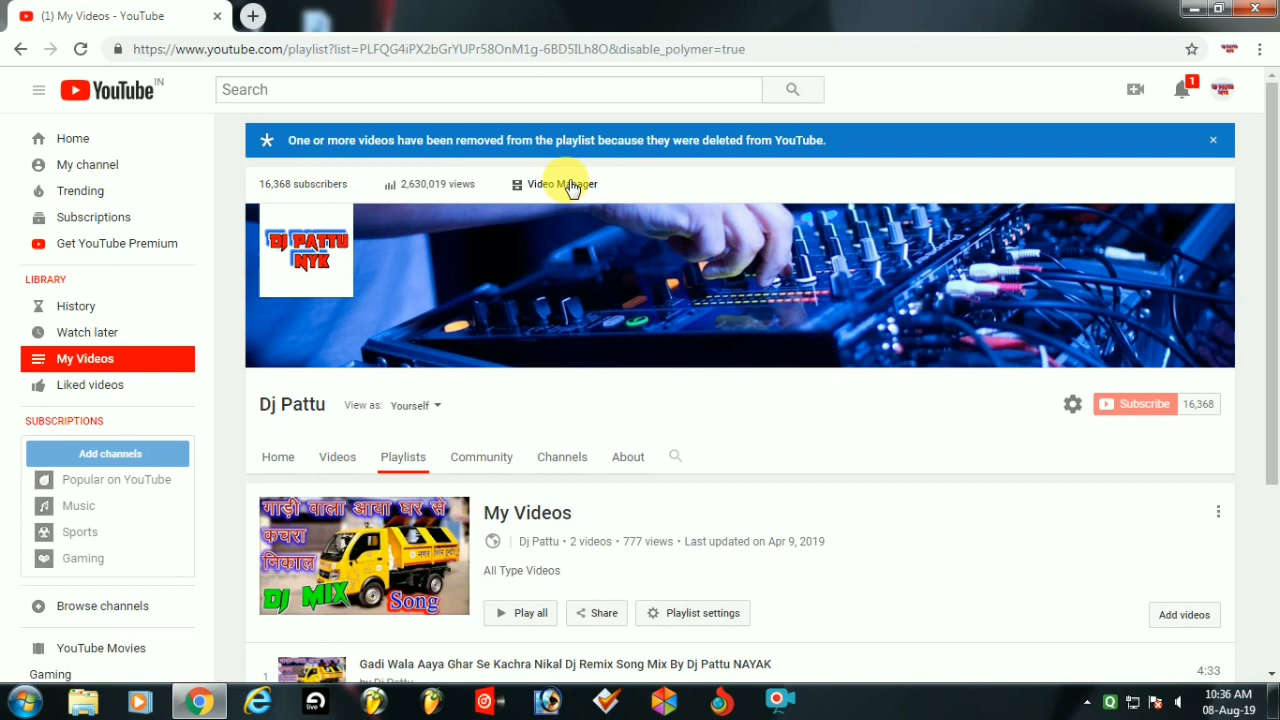 (1) My Videos - YouTube
https://www.youtube.com/playlist?list=PLFQG4iPX2bGrYUPr58OnM1g-6BD5ILh8O&disable_polymer=true
YouTube IN
Search
1
Home
My channel
Trending
Subscriptions
Get YouTube Premium
LIBRARY
History
Watch later
My Videos
Liked videos
SUBSCRIPTIONS
Add channels
Popular on YouTube
Music
Sports
Gaming
Browse channels
YouTube Movies
Gaming
One or more videos have been removed from the playlist because they were deleted from YouTube.
16,368 subscribers 2,630,019 views Video Manager
DJ PATTU
NYK
Dj Pattu View as: Yourself
Subscribe 16,368
Home Videos Playlists Community Channels About
गाड़ी वाला आया घर से
कचरा
निकाल
DJ MIX
Song
My Videos
Dj Pattu • 2 videos • 777 views • Last updated on Apr 9, 2019
All Type Videos
Play all Share Playlist settings Add videos
1 Gadi Wala Aaya Ghar Se Kachra Nikal Dj Remix Song Mix By Dj Pattu NAYAK 4:33
by Dj Pattu
live
10:36 AM
08-Aug-19